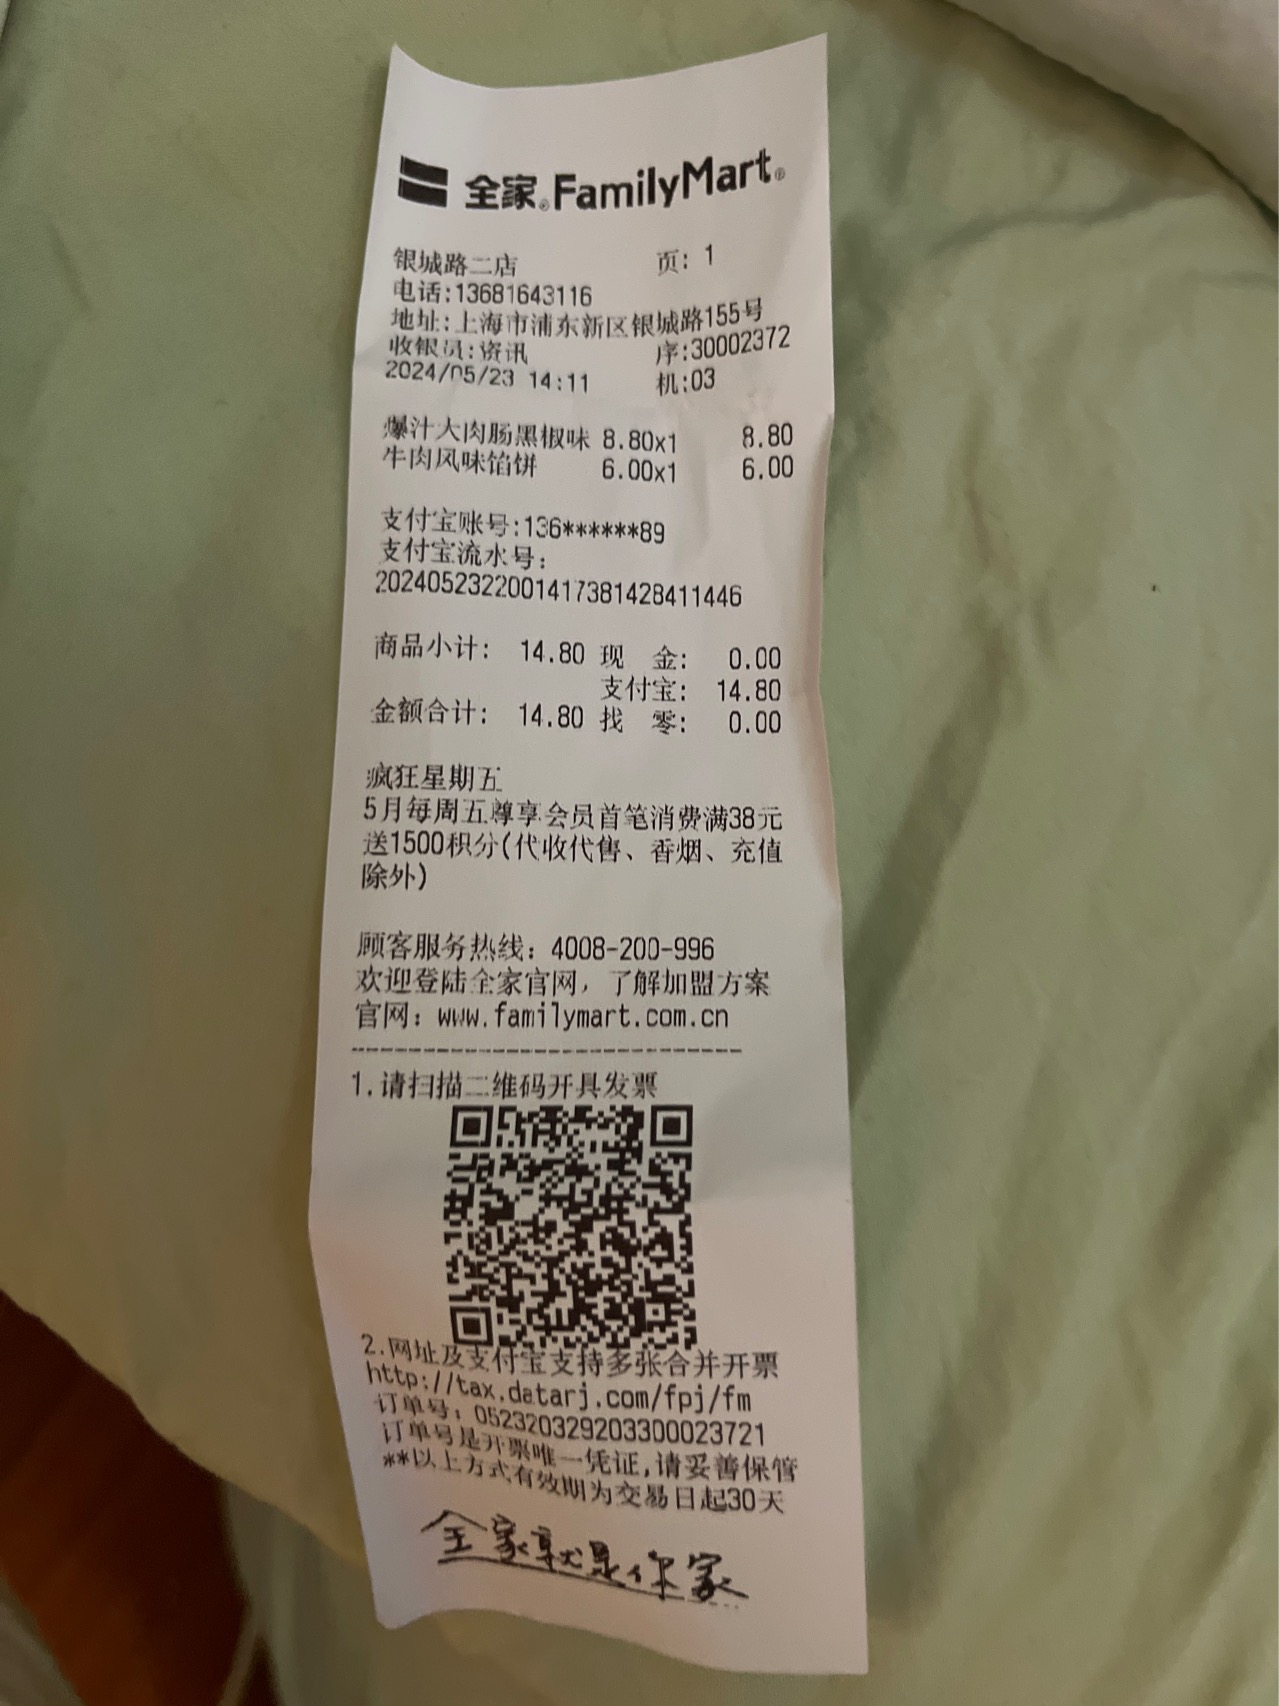 全家 FamilyMart
银城路二店 页: 1
电话:13681643116
地址:上海市浦东新区银城路155号
收银员:资讯 序:30002372
2024/05/23 14:11 机:03
爆汁大肉肠黑椒味 8.80x1 8.80
牛肉风味馅饼 6.00x1 6.00
支付宝账号:136******89
支付宝流水号:
2024052322001417381428411446
商品小计: 14.80 现 金: 0.00
支付宝: 14.80
金额合计: 14.80 找 零: 0.00
疯狂星期五
5月每周五尊享会员首笔消费满38元
送1500积分(代收代售、香烟、充值
除外)
顾客服务热线: 4008-200-996
欢迎登陆全家官网, 了解加盟方案
官网: www.familymart.com.cn
1.请扫描二维码开具发票
2.网址及支付宝支持多张合并开票
http://tax.datarj.com/fpj/fm
订单号: 052320329203300023721
订单号是开票唯一凭证,请妥善保管
**以上方式有效期为交易日起30天
全家就是你家